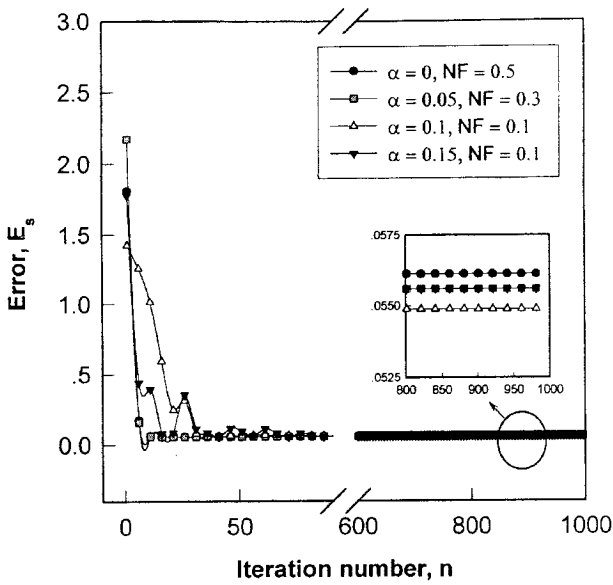 3.0
2.5
2.0
1.5
1.0
.5
0.0
Error, E_s
α = 0, NF = 0.5
α = 0.05, NF = 0.3
α = 0.1, NF = 0.1
α = 0.15, NF = 0.1
.0575
.0550
.0525
800 850 900 950 1000
0 50 600 800 1000
Iteration number, n